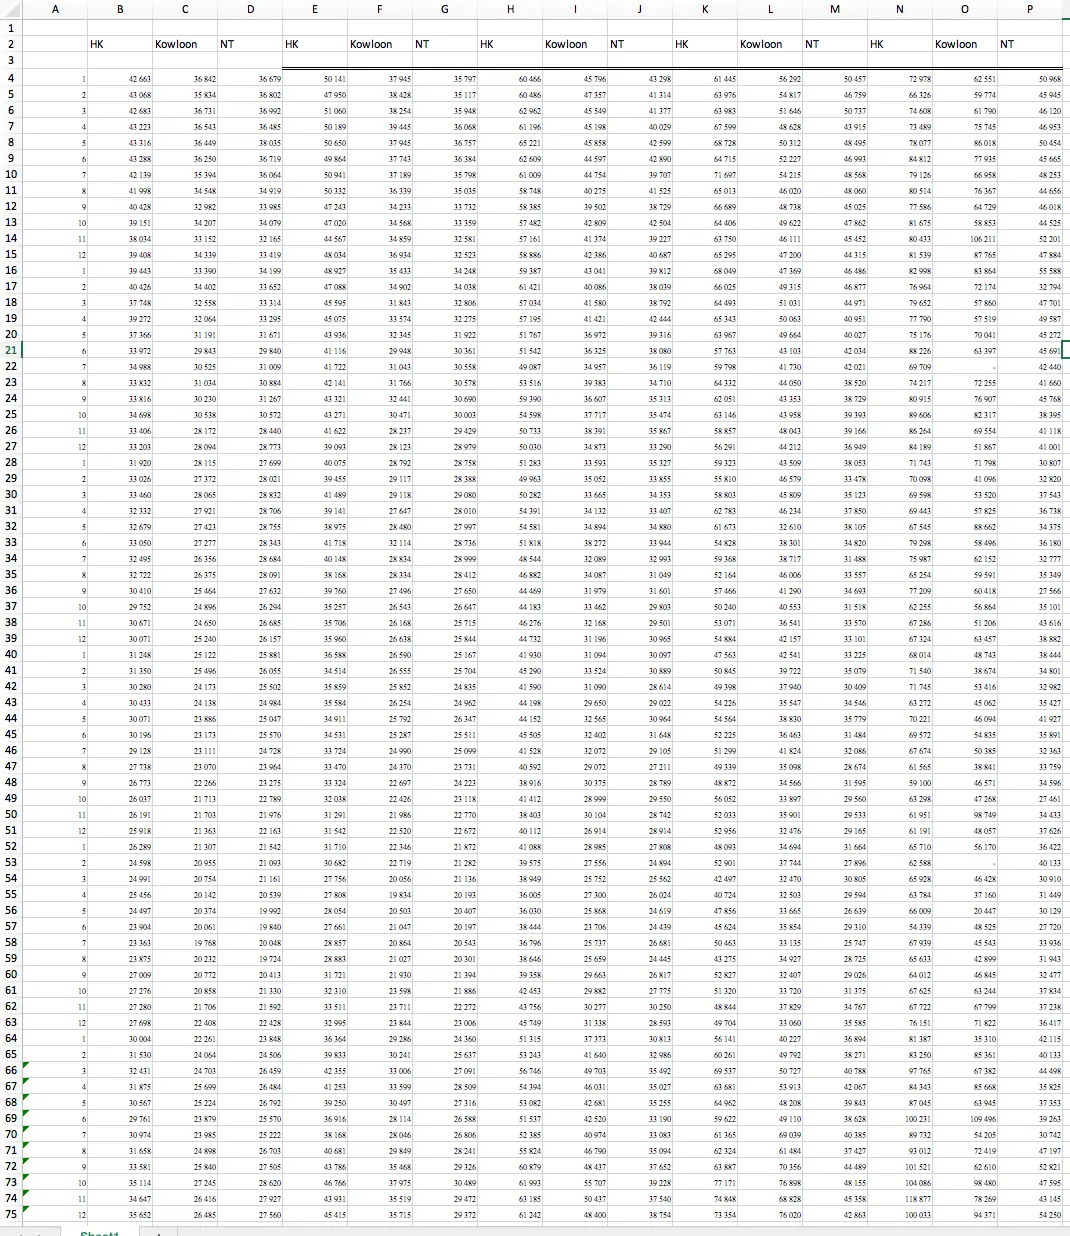 A B C D E F G H I J K L M N O P
1
2 HK Kowloon NT HK Kowloon NT HK Kowloon NT HK Kowloon NT HK Kowloon NT
3
4 1 42 663 36 842 36 679 50 141 37 945 35 797 60 466 45 796 43 298 61 445 56 292 50 457 72 978 62 551 50 968
5 2 43 068 35 834 36 802 47 950 38 428 35 117 60 486 47 357 41 314 63 976 54 817 46 759 66 326 59 774 45 945
6 3 42 683 36 731 36 992 51 060 38 254 35 948 62 962 45 549 41 377 63 983 51 646 50 737 74 608 61 790 46 120
7 4 43 223 36 543 36 485 50 189 39 445 36 068 61 196 45 198 40 029 67 599 48 628 43 915 73 489 75 745 46 953
8 5 43 316 36 449 38 035 50 650 37 945 36 757 65 221 45 858 42 599 68 728 50 312 48 495 78 077 86 018 50 454
9 6 43 288 36 250 36 719 49 864 37 743 36 384 62 609 44 597 42 890 64 715 52 227 46 993 84 812 77 935 45 665
10 7 42 139 35 394 36 064 50 941 37 189 35 798 61 009 44 754 39 707 71 697 54 215 48 568 79 126 66 958 48 253
11 8 41 998 34 548 34 919 50 332 36 339 35 035 58 748 40 275 41 525 65 013 46 020 48 060 80 514 76 367 44 656
12 9 40 428 32 982 33 985 47 243 34 233 33 732 58 385 39 502 38 729 66 689 48 738 45 025 77 586 64 729 46 018
13 10 39 151 34 207 34 079 47 020 34 568 33 359 57 482 42 809 42 504 64 406 49 622 47 862 81 675 58 853 44 525
14 11 38 034 33 152 32 165 44 567 34 859 32 581 57 161 41 374 39 227 63 750 46 111 45 452 80 433 106 211 52 201
15 12 39 408 34 339 33 419 48 034 36 934 32 523 58 886 42 386 40 687 65 295 47 200 44 315 81 539 87 765 47 884
16 1 39 443 33 390 34 199 48 927 35 433 34 248 59 387 43 041 39 812 68 049 47 369 46 486 82 998 83 864 55 588
17 2 40 426 34 402 33 652 47 088 34 902 34 038 61 421 40 086 38 039 66 025 49 315 46 877 76 964 72 174 32 794
18 3 37 748 32 558 33 314 45 595 31 843 32 806 57 034 41 580 38 792 64 493 51 031 44 971 79 652 57 860 47 701
19 4 39 272 32 064 33 295 45 075 33 574 32 275 57 195 41 421 42 444 65 343 50 063 40 951 77 790 57 519 49 587
20 5 37 366 31 191 31 671 43 936 32 345 31 922 51 767 36 972 39 316 63 967 49 664 40 027 75 176 70 041 45 272
21 6 33 972 29 843 29 840 41 116 29 948 30 361 51 542 36 325 38 080 57 763 43 103 42 034 88 226 63 397 45 691
22 7 34 988 30 525 31 009 41 722 31 043 30 558 49 087 34 957 36 119 59 798 41 730 42 021 69 709 - 42 440
23 8 33 832 31 034 30 884 42 141 31 766 30 578 53 516 39 383 34 710 64 332 44 050 38 520 74 217 72 255 41 660
24 9 33 816 30 230 31 267 43 321 32 441 30 690 59 390 36 607 35 313 62 051 43 353 38 729 80 915 76 907 45 768
25 10 34 698 30 538 30 572 43 271 30 471 30 003 54 598 37 717 35 474 63 146 43 958 39 393 89 606 82 317 38 395
26 11 33 406 28 172 28 440 41 622 28 237 29 429 50 733 38 391 35 867 58 857 48 043 39 166 86 264 69 554 41 118
27 12 33 203 28 094 28 773 39 093 28 123 28 979 50 030 34 873 33 290 56 291 44 212 36 949 84 189 51 867 41 001
28 1 31 920 28 115 27 699 40 075 28 792 28 758 51 283 33 593 35 327 59 323 43 509 38 053 71 743 71 798 30 807
29 2 33 026 27 372 28 021 39 455 29 117 28 388 49 963 35 052 33 855 55 810 46 579 33 478 70 098 41 096 32 820
30 3 33 460 28 065 28 832 41 489 29 118 29 080 50 282 33 665 34 353 58 803 45 809 35 123 69 598 53 520 37 543
31 4 32 332 27 921 28 706 39 141 27 647 28 010 54 391 34 132 33 407 62 783 46 234 37 850 69 443 57 825 36 738
32 5 32 679 27 423 28 755 38 975 28 480 27 997 54 581 34 894 34 880 61 673 32 610 38 105 67 545 88 662 34 375
33 6 33 050 27 277 28 343 41 718 32 114 28 736 51 818 38 272 33 944 54 828 38 301 34 820 79 298 58 496 36 180
34 7 32 495 26 356 28 684 40 148 28 834 28 999 48 544 32 089 32 993 59 368 38 717 31 488 75 987 62 152 32 777
35 8 32 722 26 375 28 091 38 168 28 334 28 412 46 882 34 087 31 049 52 164 46 006 33 557 65 254 59 591 35 349
36 9 30 410 25 464 27 632 39 760 27 496 27 650 44 469 31 979 31 601 57 466 41 290 34 693 77 209 60 418 27 566
37 10 29 752 24 896 26 294 35 257 26 543 26 647 44 183 33 462 29 803 50 240 40 553 31 518 62 255 56 864 35 101
38 11 30 671 24 650 26 685 35 706 26 168 25 715 46 276 32 168 29 501 53 071 36 541 33 570 67 286 51 206 43 616
39 12 30 071 25 240 26 157 35 960 26 638 25 844 44 732 31 196 30 965 54 884 42 157 33 101 67 324 63 457 38 882
40 1 31 248 25 122 25 881 36 588 26 590 25 167 41 930 31 094 30 097 47 563 42 541 33 225 68 014 48 743 38 444
41 2 31 350 25 496 26 055 34 514 26 555 25 704 45 290 33 524 30 889 50 845 39 722 35 079 71 540 38 674 34 801
42 3 30 280 24 173 25 502 35 859 25 852 24 835 41 590 31 090 28 614 49 398 37 940 30 409 71 745 53 416 32 982
43 4 30 433 24 138 24 984 35 584 26 254 24 962 44 198 29 650 29 022 54 226 35 547 34 546 63 272 45 062 35 427
44 5 30 071 23 886 25 047 34 911 25 792 26 347 44 152 32 565 30 964 54 564 38 830 35 779 70 221 46 094 41 927
45 6 30 196 23 173 25 570 34 531 25 287 25 511 45 505 32 402 31 648 52 225 36 463 31 484 69 572 54 835 35 891
46 7 29 128 23 111 24 728 33 724 24 990 25 099 41 528 32 072 29 105 51 299 41 824 32 086 67 674 50 385 32 363
47 8 27 738 23 070 23 964 33 470 24 370 23 731 40 592 29 072 27 211 49 339 35 098 28 674 61 565 38 841 33 759
48 9 26 773 22 266 23 275 33 324 22 697 24 223 38 916 30 375 28 789 48 872 34 566 31 595 59 100 46 571 34 596
49 10 26 037 21 713 22 789 32 038 22 426 23 118 41 412 28 999 29 550 56 052 33 897 29 560 63 298 47 268 27 461
50 11 26 191 21 703 21 976 31 291 21 986 22 770 38 403 30 104 28 742 52 033 35 901 29 533 61 951 98 749 34 433
51 12 25 918 21 363 22 163 31 542 22 520 22 672 40 112 26 914 28 914 52 956 32 476 29 165 61 191 48 057 37 626
52 1 26 289 21 307 21 542 31 710 22 346 21 872 41 088 28 985 27 808 48 093 34 694 31 664 65 710 56 170 36 422
53 2 24 598 20 955 21 093 30 682 22 719 21 282 39 575 27 556 24 894 52 901 37 744 27 896 62 588 - 40 133
54 3 24 991 20 754 21 161 27 756 20 056 21 136 38 949 25 752 25 562 42 497 32 470 30 805 65 928 46 428 30 910
55 4 25 456 20 142 20 539 27 808 19 834 20 193 36 005 27 300 26 024 40 724 32 503 29 594 63 784 37 160 31 449
56 5 24 497 20 374 19 992 28 054 20 503 20 407 36 030 25 868 24 619 47 856 33 665 26 639 66 009 20 447 30 129
57 6 23 904 20 061 19 840 27 661 21 047 20 197 38 444 23 706 24 439 45 624 35 854 29 310 54 339 48 525 27 720
58 7 23 363 19 768 20 048 28 857 20 864 20 543 36 796 25 737 26 681 50 463 33 135 25 747 67 939 45 543 33 936
59 8 23 875 20 232 19 724 28 883 21 027 20 301 38 646 25 659 24 445 43 275 34 927 28 725 65 633 42 899 31 943
60 9 27 009 20 772 20 413 31 721 21 930 21 394 39 358 29 663 26 817 52 827 32 407 29 026 64 012 46 845 32 477
61 10 27 276 20 858 21 330 32 310 23 598 21 886 42 453 29 882 27 775 51 320 33 720 31 375 67 625 63 244 37 834
62 11 27 280 21 706 21 592 33 511 23 711 22 272 43 756 30 277 30 250 48 844 37 829 34 767 67 722 67 799 37 238
63 12 27 698 22 408 22 428 32 995 23 844 23 006 45 749 31 338 28 593 49 704 33 060 35 585 76 151 71 822 36 417
64 1 30 004 22 261 23 848 36 364 29 286 24 360 51 315 37 373 30 813 56 141 40 227 36 894 81 387 35 310 42 115
65 2 31 530 24 064 24 506 39 833 30 241 25 637 53 243 41 640 32 986 60 261 49 792 38 271 83 250 85 361 40 133
66 3 32 431 24 703 26 459 42 355 33 006 27 091 56 746 49 703 35 492 69 537 50 727 40 788 97 765 67 382 44 498
67 4 31 875 25 699 26 484 41 253 33 599 28 509 54 394 46 031 35 027 63 681 53 913 42 067 84 343 85 668 35 825
68 5 30 567 25 224 26 792 39 250 30 497 27 316 53 082 42 681 35 255 64 962 48 208 39 843 87 045 63 945 37 353
69 6 29 761 23 879 25 570 36 916 28 114 26 588 51 537 42 520 33 190 59 622 49 110 38 628 100 231 109 496 39 263
70 7 30 974 23 985 25 222 38 168 28 046 26 806 52 385 40 974 33 083 61 365 69 039 40 385 89 732 54 205 30 742
71 8 31 658 24 898 26 703 40 681 29 849 28 241 55 824 46 790 35 094 62 324 61 484 37 427 93 012 72 419 47 197
72 9 33 581 25 840 27 505 43 786 35 468 29 326 60 879 48 437 37 652 63 887 70 356 44 489 101 521 62 610 52 821
73 10 35 114 27 245 28 620 46 766 37 975 30 489 61 993 55 707 39 228 77 171 76 898 48 155 104 086 98 480 47 595
74 11 34 647 26 416 27 927 43 931 35 519 29 472 63 185 50 437 37 540 74 848 68 828 45 358 118 877 78 269 43 145
75 12 35 652 26 485 27 560 45 415 35 715 29 372 61 242 48 400 38 754 73 354 76 020 42 863 100 033 94 371 54 250
Sheet1